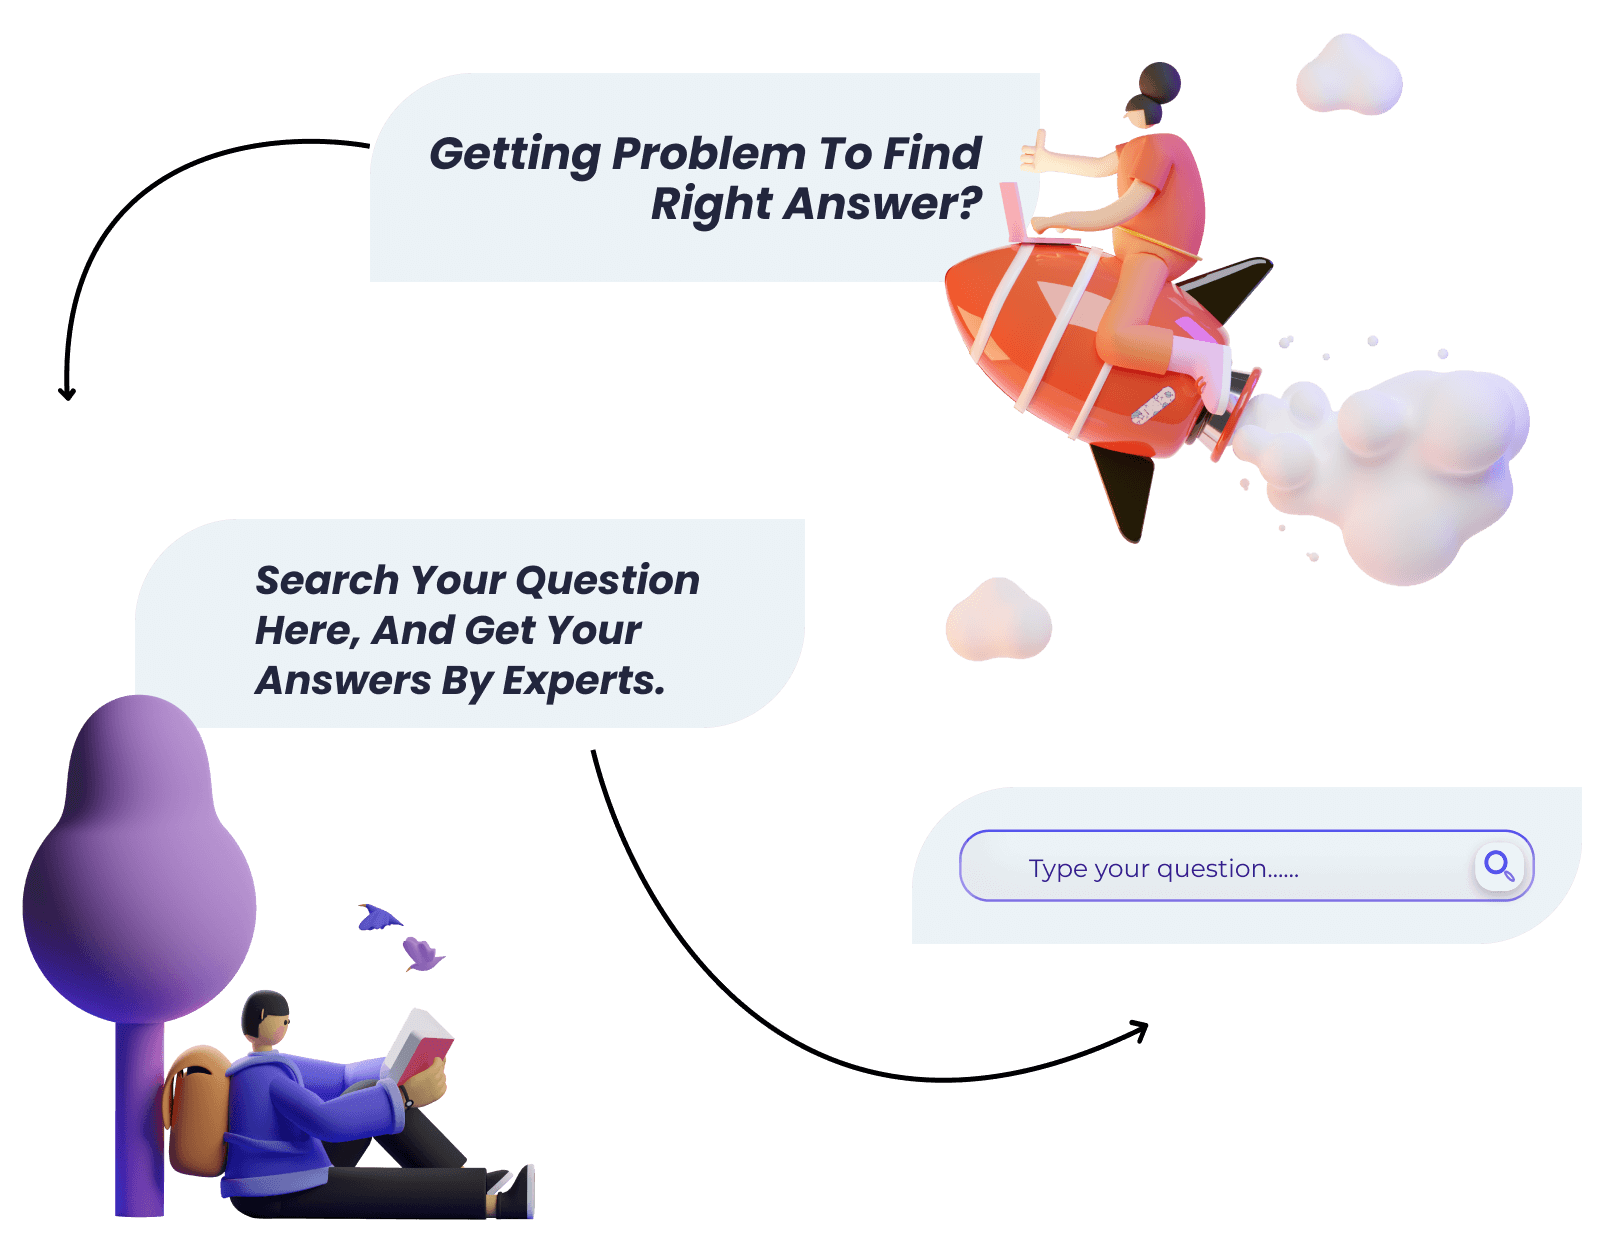 Getting Problem To Find
Right Answer?
Search Your Question
Here, And Get Your
Answers By Experts.
Type your question......